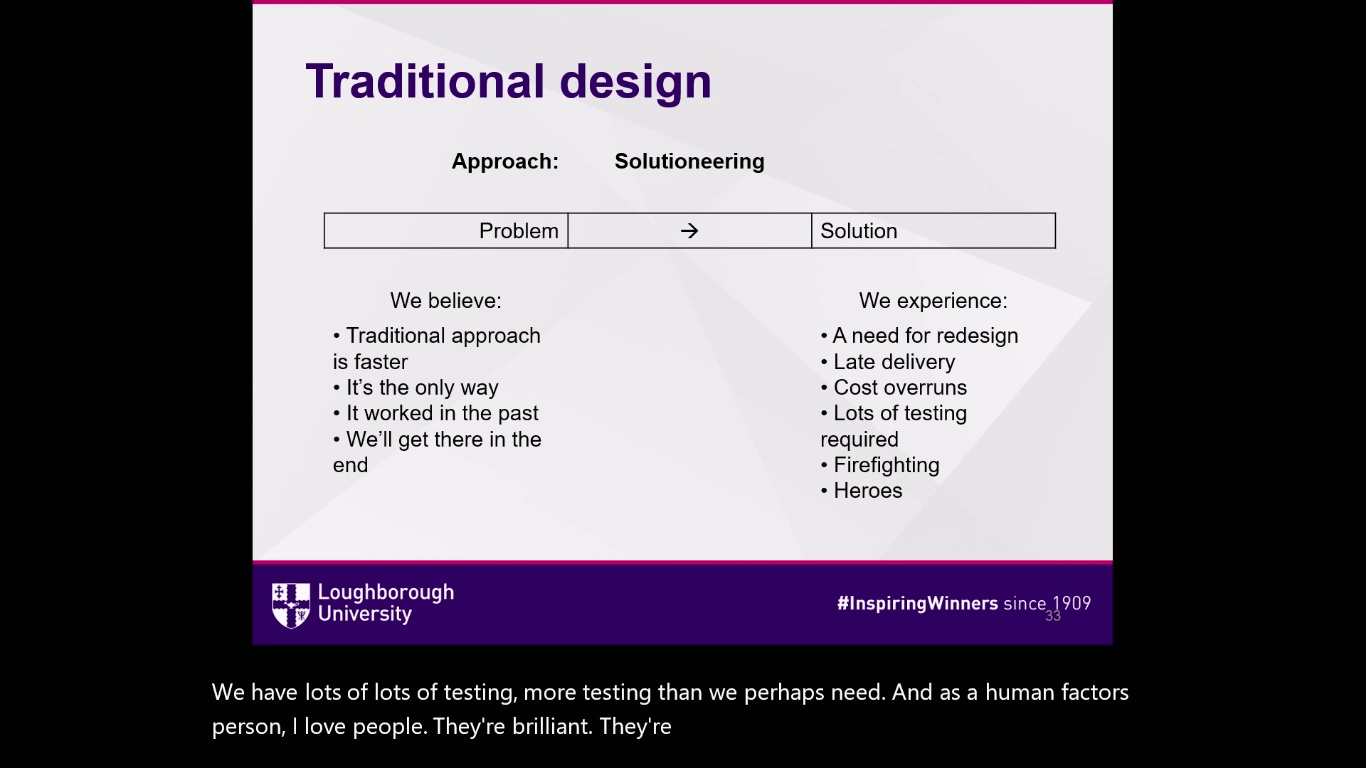 Traditional design
Approach: Solutioneering
Problem → Solution
We believe:
• Traditional approach
is faster
• It’s the only way
• It worked in the past
• We’ll get there in the
end
We experience:
• A need for redesign
• Late delivery
• Cost overruns
• Lots of testing
required
• Firefighting
• Heroes
Loughborough
University
#InspiringWinners since 1909
33
We have lots of lots of testing, more testing than we perhaps need. And as a human factors
person, I love people. They're brilliant. They're